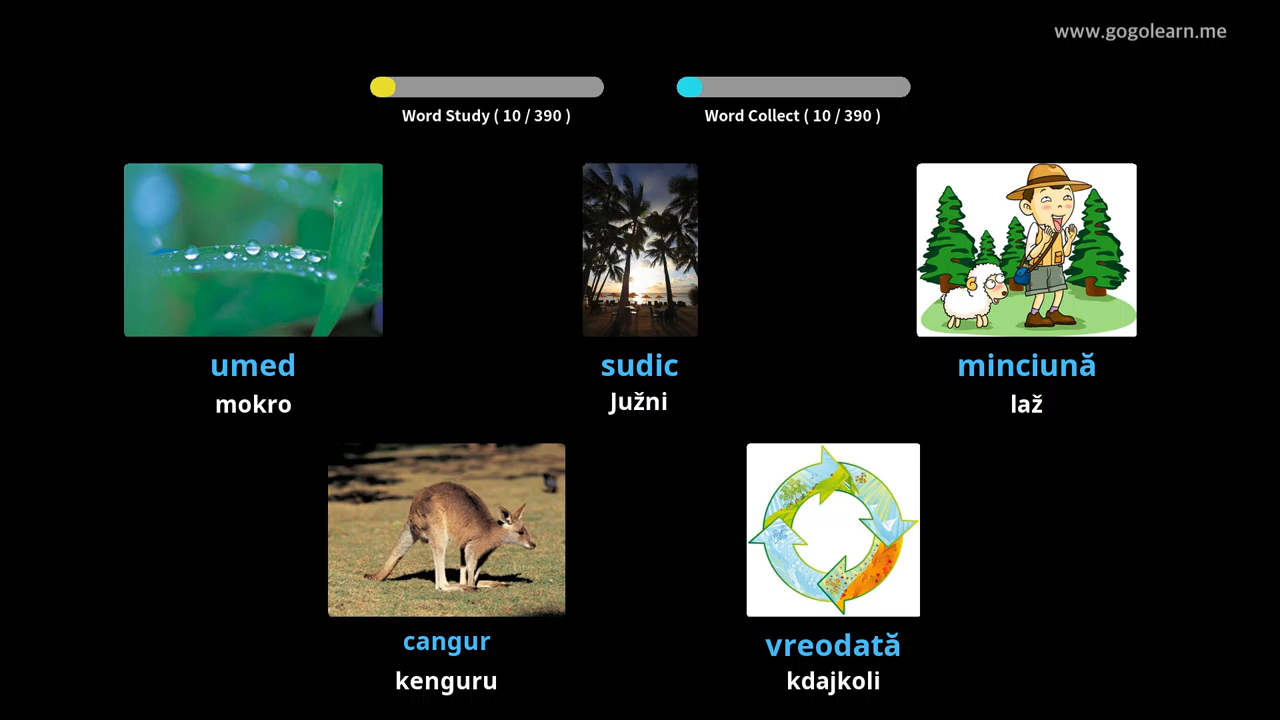 www.gogolearn.me
Word Study ( 10 / 390 )
Word Collect ( 10 / 390 )
umed
mokro
sudic
Južni
minciună
laž
cangur
kenguru
vreodată
kdajkoli